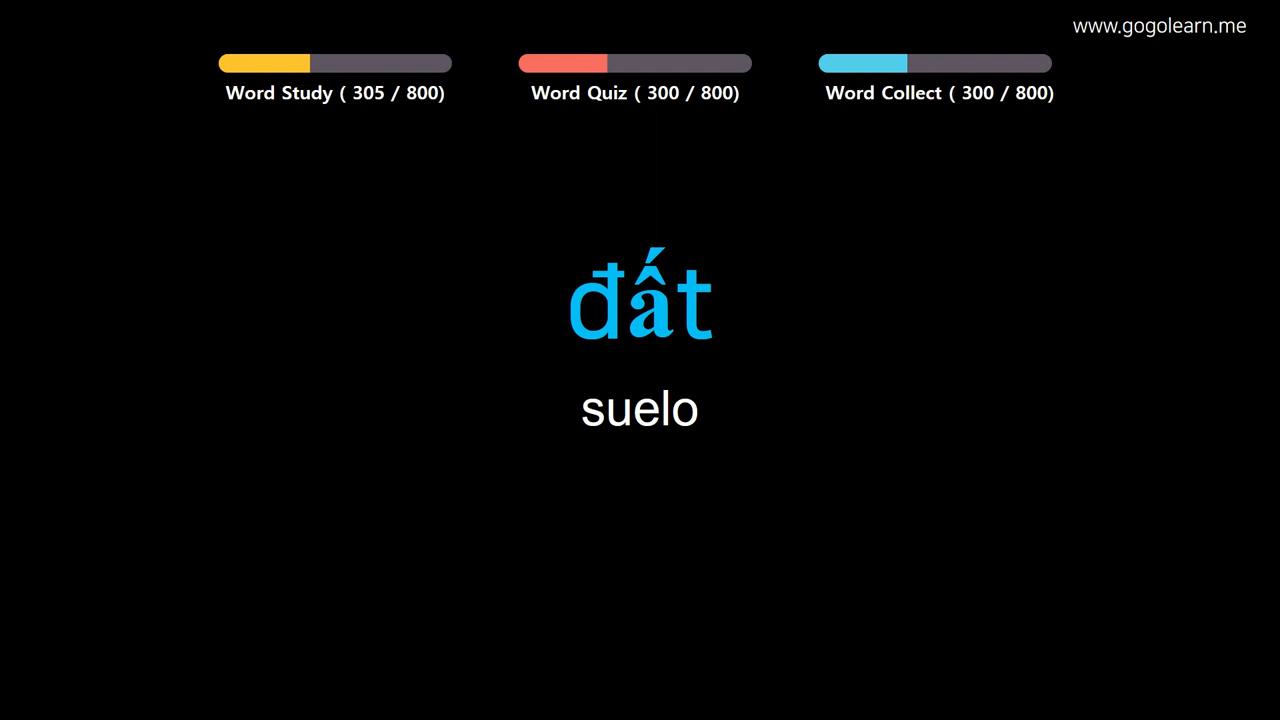 www.gogolearn.me
Word Study ( 305 / 800)
Word Quiz ( 300 / 800)
Word Collect ( 300 / 800)
đất
suelo